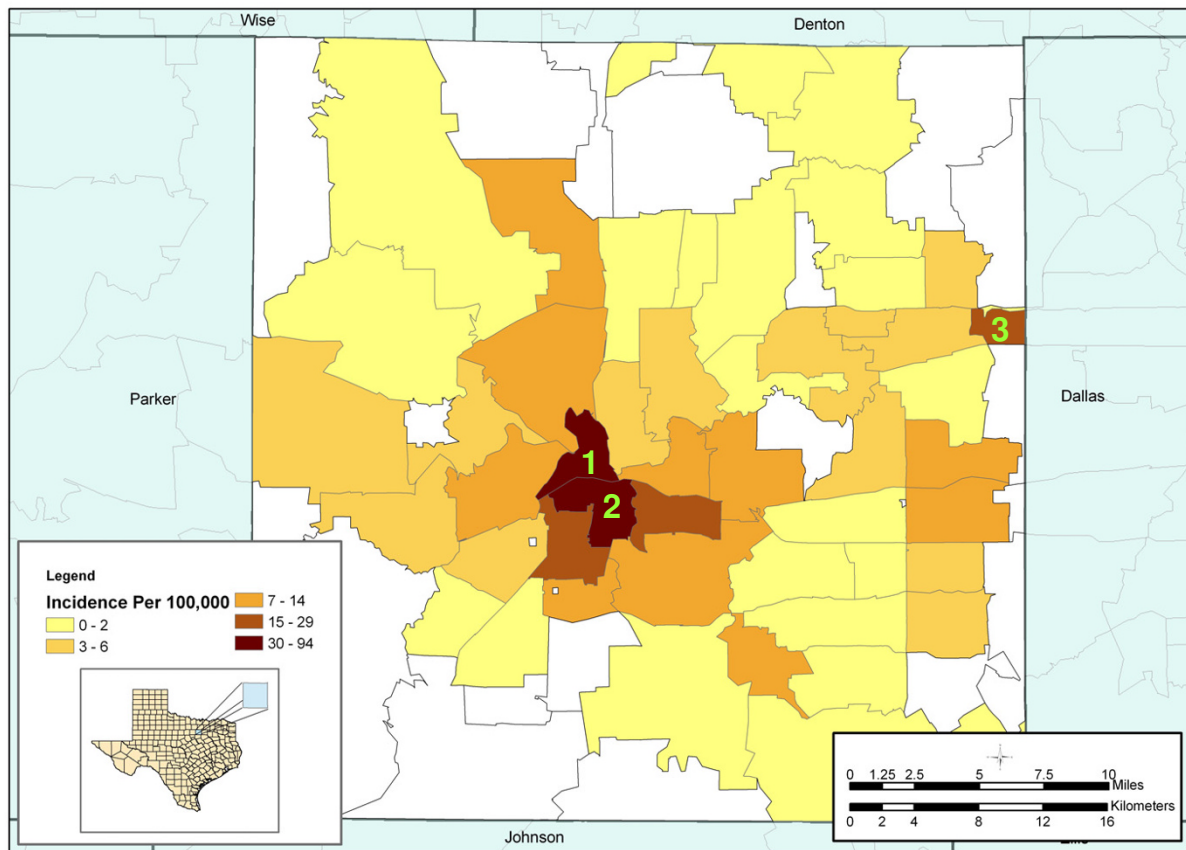 Wise
Denton
3
Parker
Dallas
1
2
Legend
Incidence Per 100,000
0 - 2
3 - 6
7 - 14
15 - 29
30 - 94
0 1.25 2.5 5 7.5 10
Miles
Kilometers
0 2 4 8 12 16
Johnson